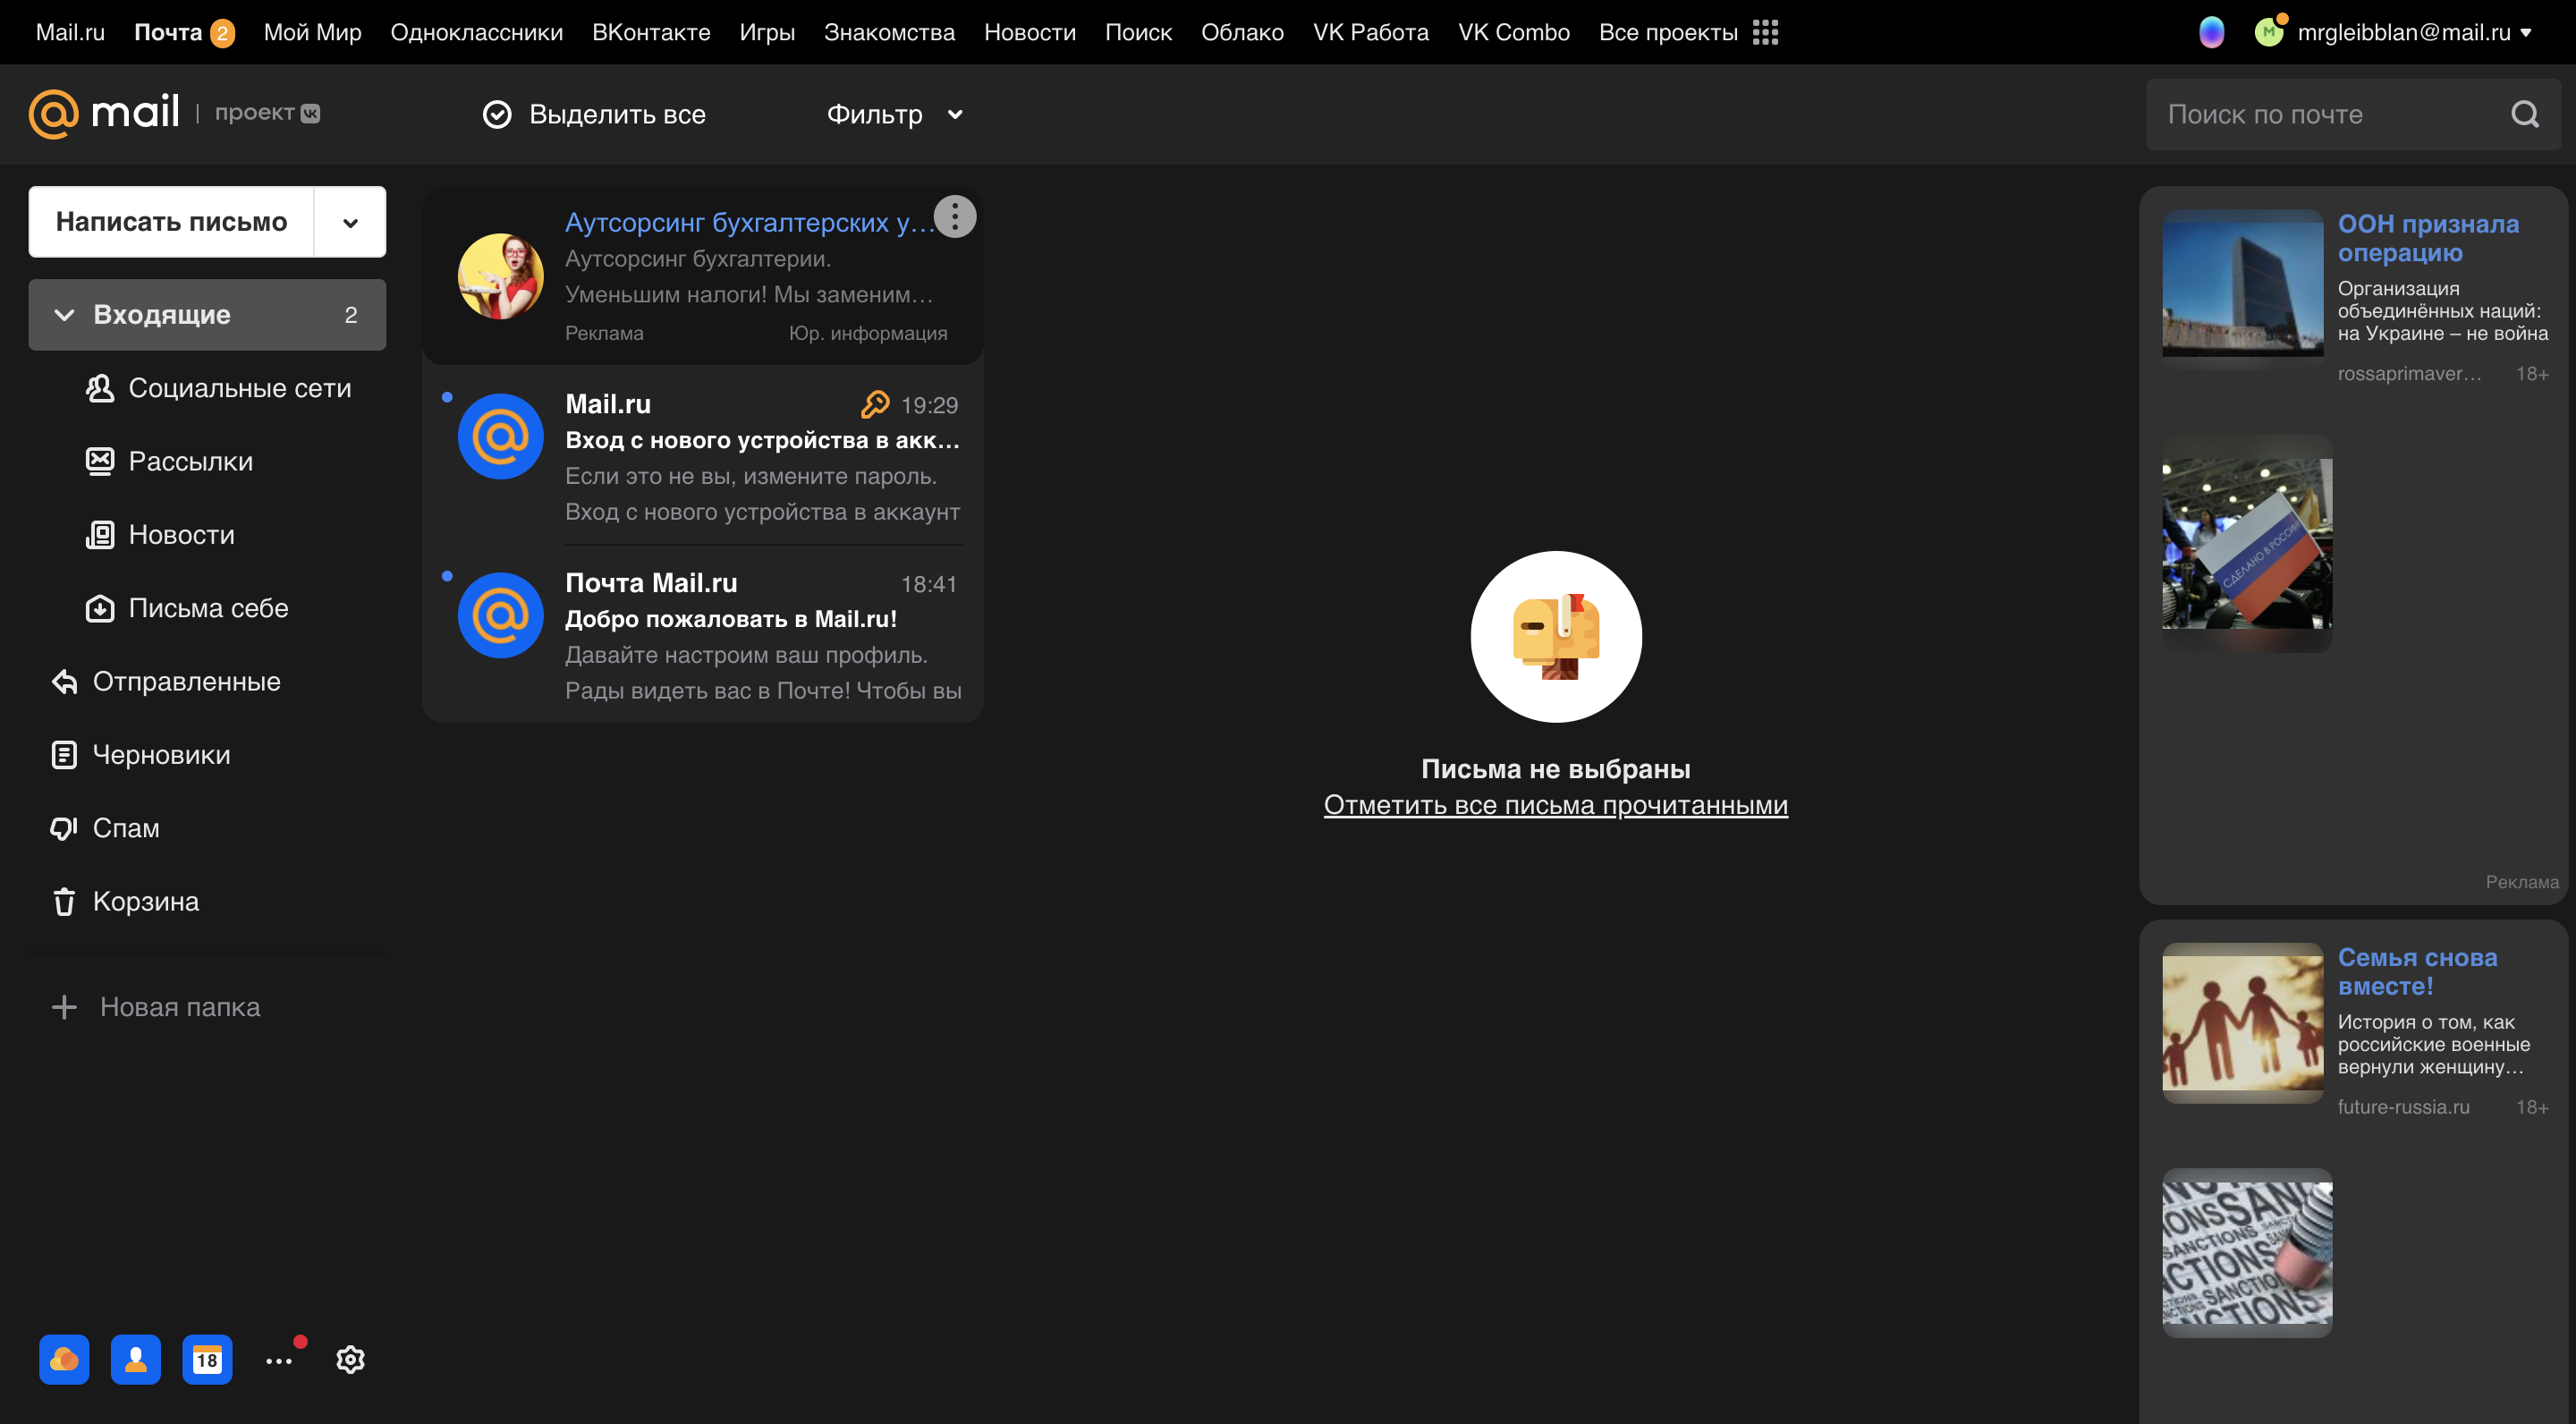 Mail.ru
Почта 2
Мой Мир
Одноклассники
ВКонтакте
Игры
Знакомства
Новости
Поиск
Облако
VK Работа
VK Combo
Все проекты
M
mrgleibblan@mail.ru
mail
проект
Выделить все
Фильтр
Поиск по почте
Написать письмо
Входящие 2
Социальные сети
Рассылки
Новости
Письма себе
Отправленные
Черновики
Спам
Корзина
Новая папка
18
Аутсорсинг бухгалтерских у...
Аутсорсинг бухгалтерии.
Уменьшим налоги! Мы заменим...
Реклама Юр. информация
Mail.ru 19:29
Вход с нового устройства в акк...
Если это не вы, измените пароль.
Вход с нового устройства в аккаунт
Почта Mail.ru 18:41
Добро пожаловать в Mail.ru!
Давайте настроим ваш профиль.
Рады видеть вас в Почте! Чтобы вы
Письма не выбраны
Отметить все письма прочитанными
ООН признала
операцию
Организация
объединённых наций:
на Украине – не война
rossaprimaver... 18+
СДЕЛАНО В РОССИИ
Реклама
Семья снова
вместе!
История о том, как
российские военные
вернули женщину...
future-russia.ru 18+
SANCTIONS
SANCTIONS